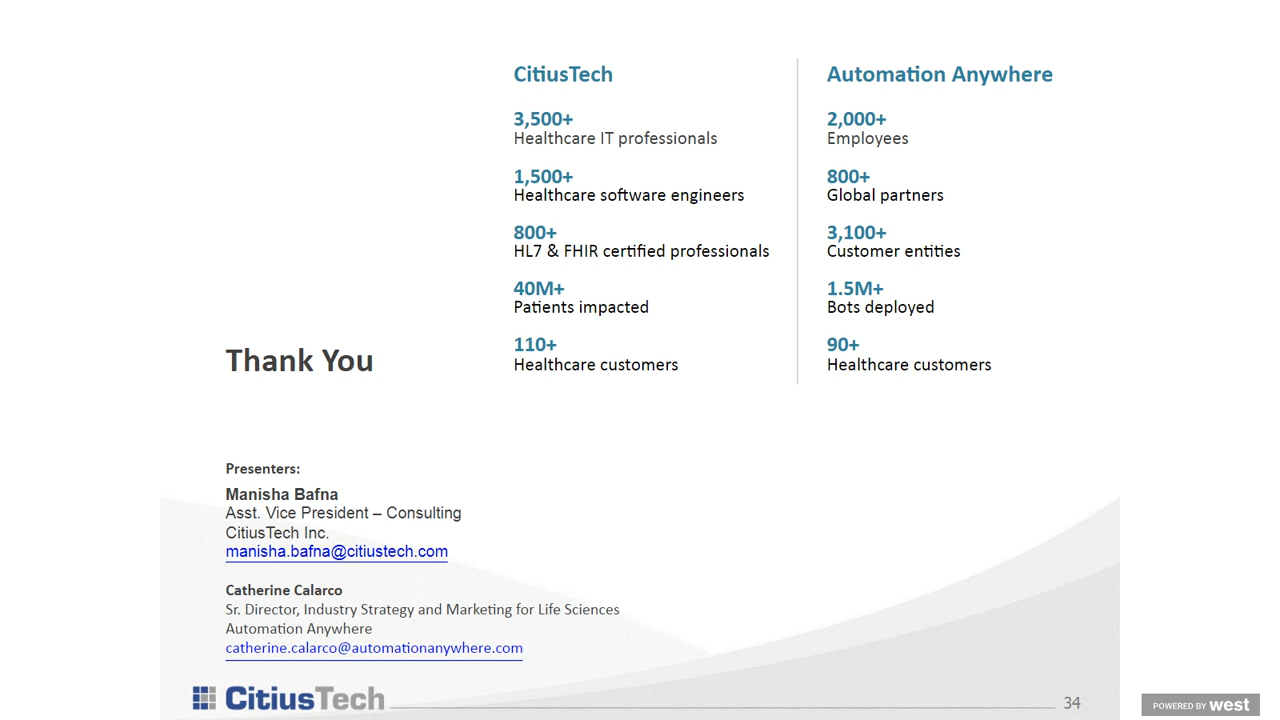 CitiusTech
3,500+
Healthcare IT professionals
1,500+
Healthcare software engineers
800+
HL7 & FHIR certified professionals
40M+
Patients impacted
110+
Healthcare customers
Automation Anywhere
2,000+
Employees
800+
Global partners
3,100+
Customer entities
1.5M+
Bots deployed
90+
Healthcare customers
Thank You
Presenters:
Manisha Bafna
Asst. Vice President – Consulting
CitiusTech Inc.
manisha.bafna@citiustech.com
Catherine Calarco
Sr. Director, Industry Strategy and Marketing for Life Sciences
Automation Anywhere
catherine.calarco@automationanywhere.com
CitiusTech
34
POWERED BY west